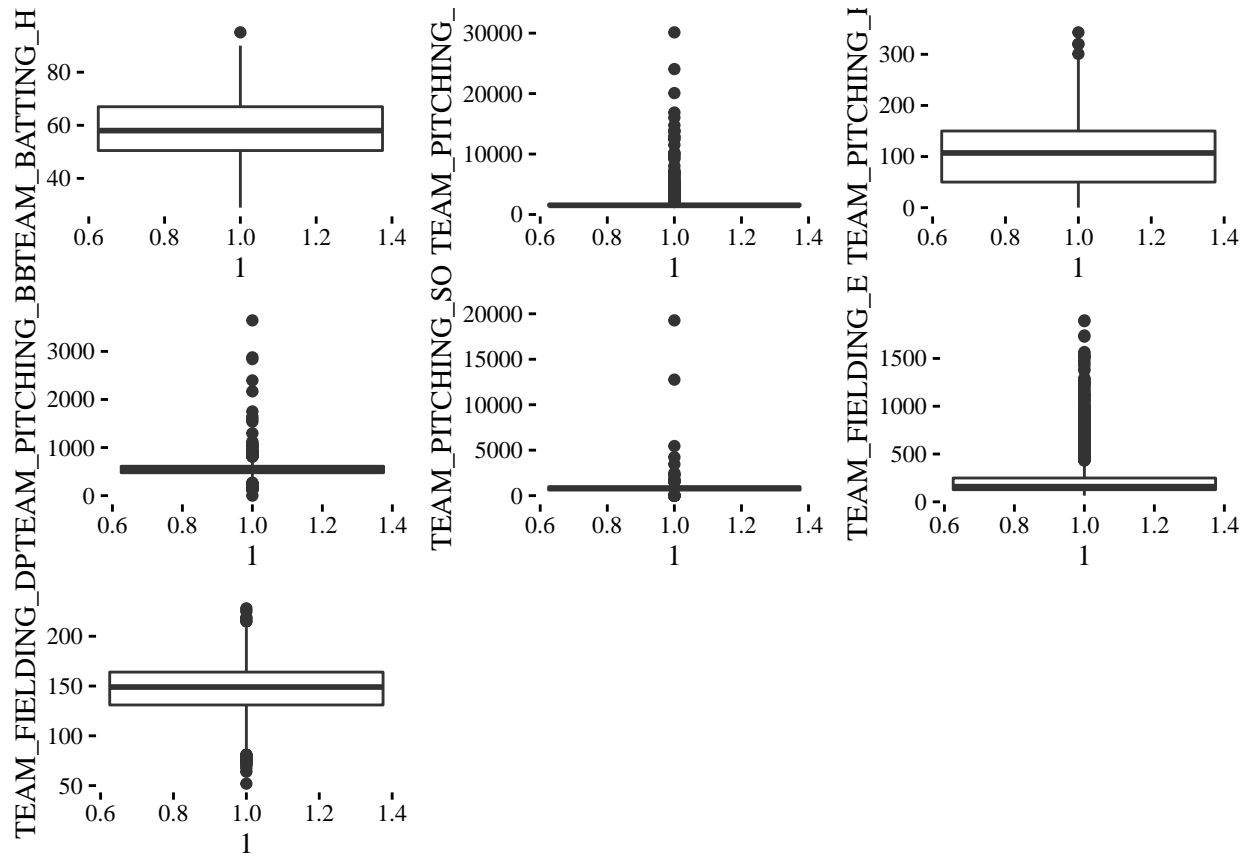 TEAM_BATTING_H
80
60
40
0.6 0.8 1.0 1.2 1.4
1
TEAM_PITCHING_
30000
20000
10000
0
0.6 0.8 1.0 1.2 1.4
1
TEAM_PITCHING_
300
200
100
0
0.6 0.8 1.0 1.2 1.4
1
TEAM_PITCHING_BB
3000
2000
1000
0
0.6 0.8 1.0 1.2 1.4
1
TEAM_PITCHING_SO
20000
15000
10000
5000
0
0.6 0.8 1.0 1.2 1.4
1
TEAM_FIELDING_E
1500
1000
500
0
0.6 0.8 1.0 1.2 1.4
1
TEAM_FIELDING_DP
200
150
100
50
0.6 0.8 1.0 1.2 1.4
1